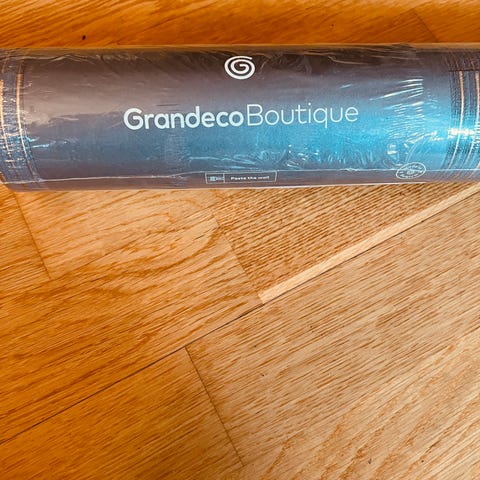 GrandecoBoutique
Paste the wall